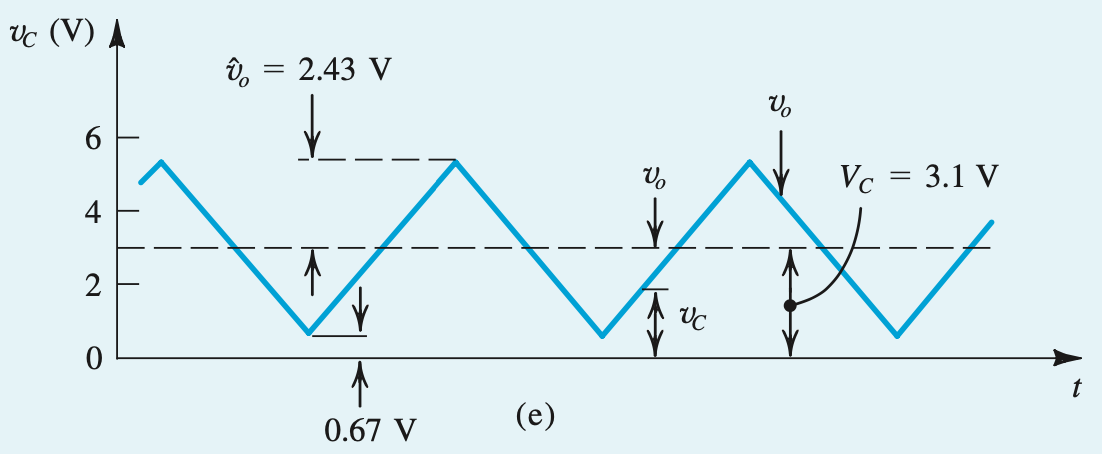 v_C (V)
v̂_o = 2.43 V
v_o
6
v_o
V_C = 3.1 V
4
2
v_C
0
t
0.67 V
(e)